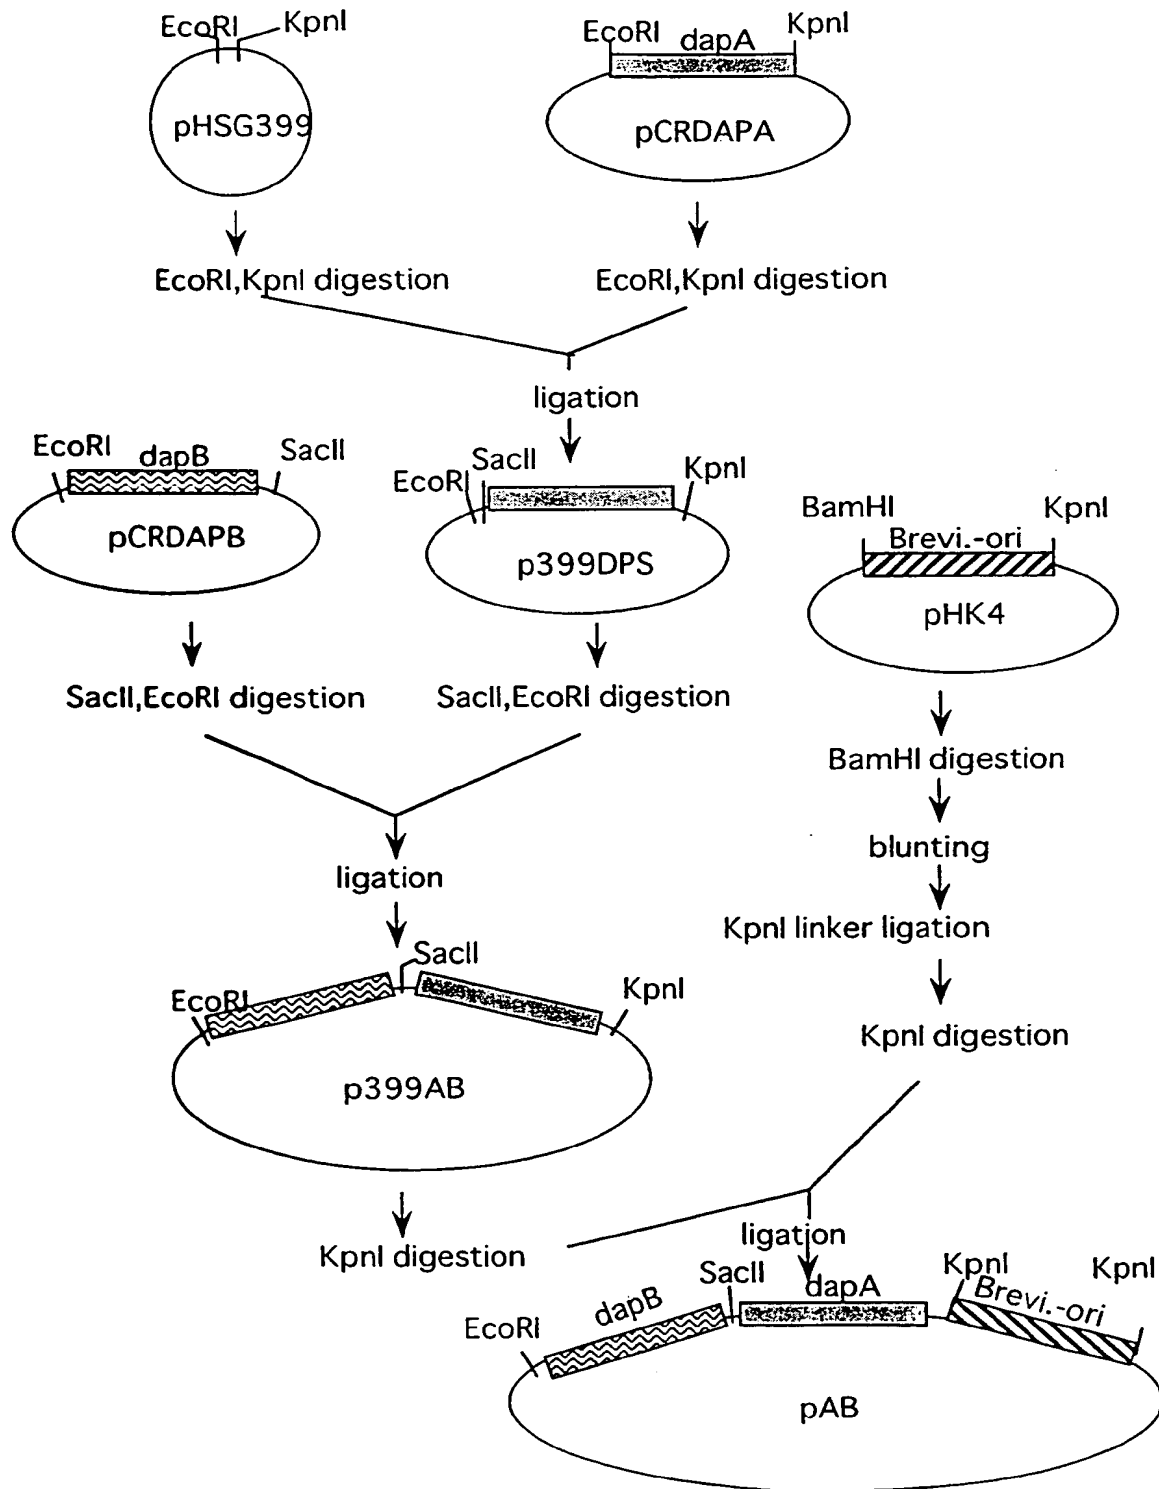 EcoRI KpnI
pHSG399
EcoRI dapA KpnI
pCRDAPA
EcoRI,KpnI digestion
EcoRI,KpnI digestion
ligation
EcoRI dapB SacII
pCRDAPB
EcoRI SacII KpnI
p399DPS
BamHI KpnI
Brevi.-ori
pHK4
SacII,EcoRI digestion
SacII,EcoRI digestion
BamHI digestion
blunting
ligation
KpnI linker ligation
SacII
EcoRI KpnI
p399AB
KpnI digestion
KpnI digestion
ligation
EcoRI dapB SacII dapA KpnI Brevi.-ori KpnI
pAB